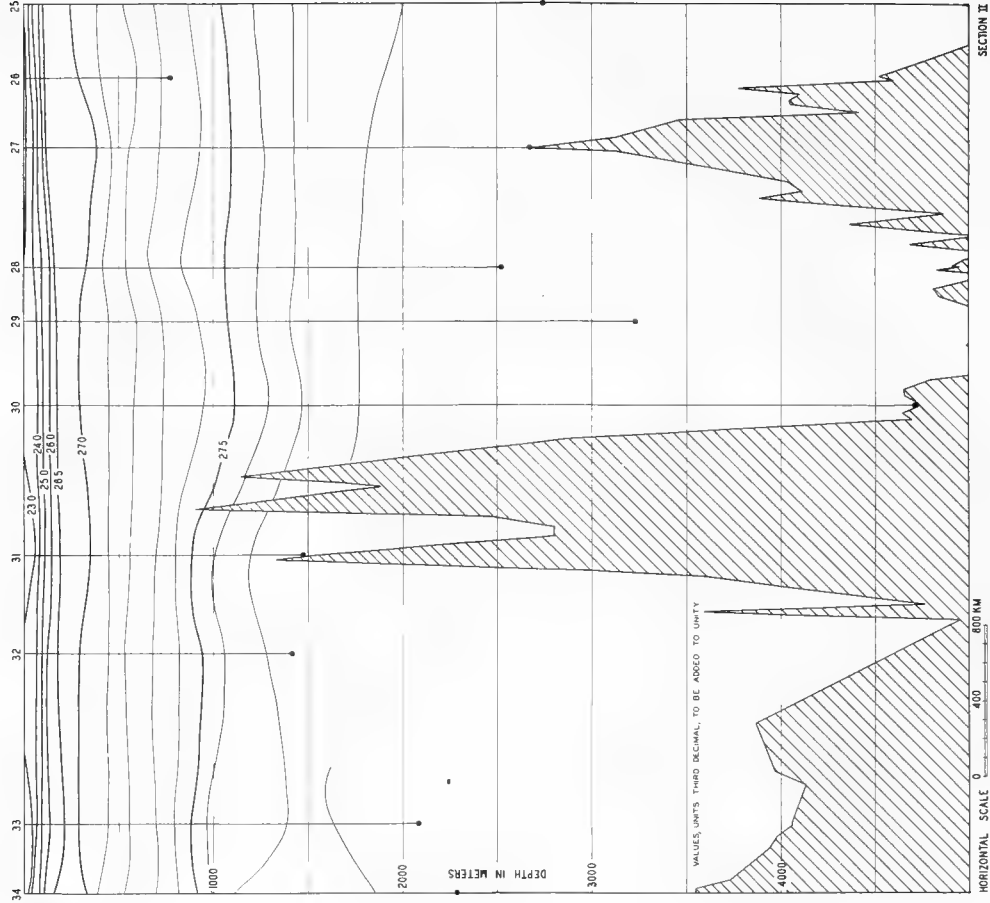 34 33 32 31 30 29 28 27 26 25
230
240
250
260
265
270
275
1000
2000
3000
4000
DEPTH IN METERS
VALUES, UNITS THIRD DECIMAL, TO BE ADDED TO UNITY
HORIZONTAL SCALE 0 400 800 KM
SECTION II